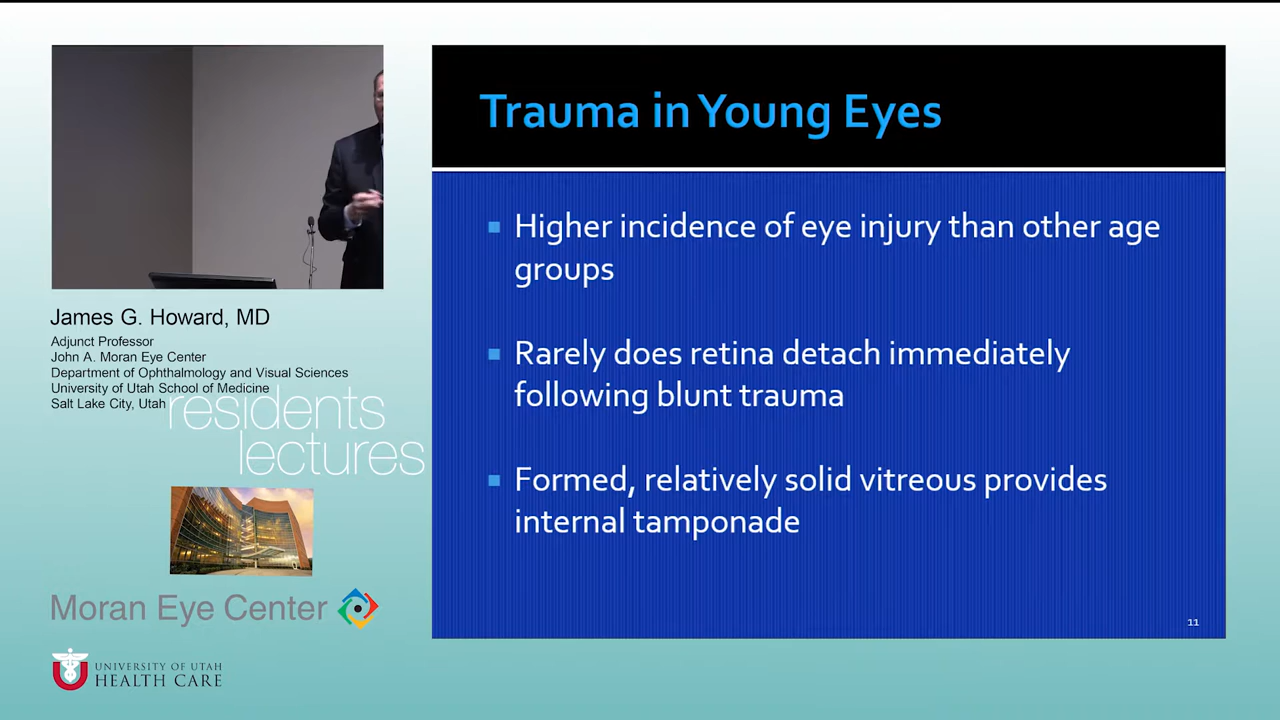 Trauma in Young Eyes
Higher incidence of eye injury than other age
groups
Rarely does retina detach immediately
following blunt trauma
Formed, relatively solid vitreous provides
internal tamponade
11
James G. Howard, MD
Adjunct Professor
John A. Moran Eye Center
Department of Ophthalmology and Visual Sciences
University of Utah School of Medicine
Salt Lake City, Utah
residents
lectures
Moran Eye Center
UNIVERSITY OF UTAH
HEALTH CARE